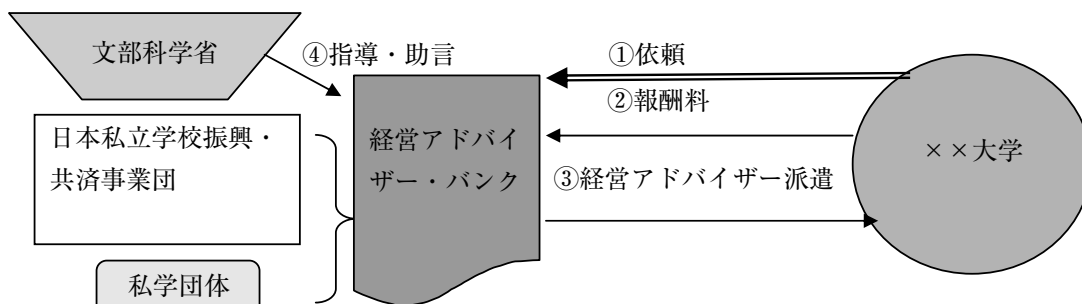 文部科学省
④指導・助言
①依頼
②報酬料
日本私立学校振興・
共済事業団
経営アドバイ
ザー・バンク
××大学
③経営アドバイザー派遣
私学団体